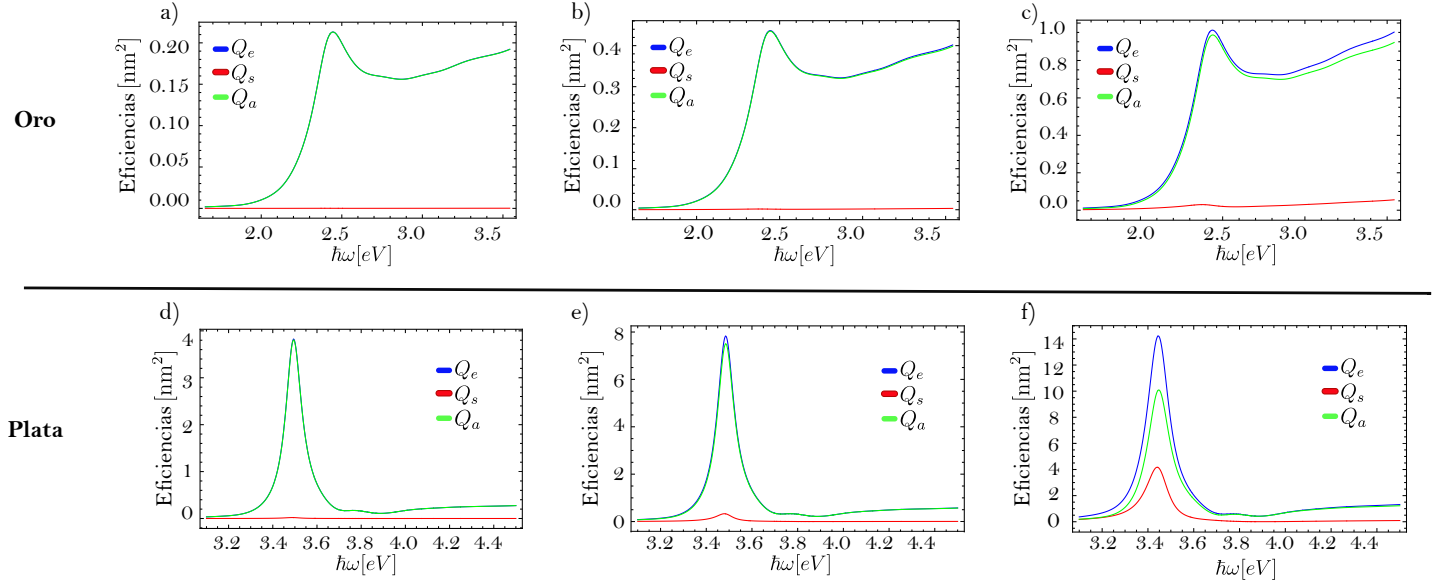 a)
Eficiencias [nm²]
0.20
0.15
0.10
0.05
0.00
Q_e
Q_s
Q_a
2.0 2.5 3.0 3.5
ħω[eV]
b)
Eficiencias [nm²]
0.4
0.4
0.3
0.1
0.0
Q_e
Q_s
Q_a
2.0 2.5 3.0 3.5
ħω[eV]
c)
Eficiencias [nm²]
1.0
0.8
0.6
0.4
0.2
0.0
Q_e
Q_s
Q_a
2.0 2.5 3.0 3.5
ħω[eV]
Oro
d)
Eficiencias [nm²]
4
3
2
1
0
Q_e
Q_s
Q_a
3.2 3.4 3.6 3.8 4.0 4.2 4.4
ħω[eV]
e)
Eficiencias [nm²]
8
6
4
2
0
Q_e
Q_s
Q_a
3.2 3.4 3.6 3.8 4.0 4.2 4.4
ħω[eV]
f)
Eficiencias [nm²]
14
12
10
8
6
4
2
0
Q_e
Q_s
Q_a
3.2 3.4 3.6 3.8 4.0 4.2 4.4
ħω[eV]
Plata